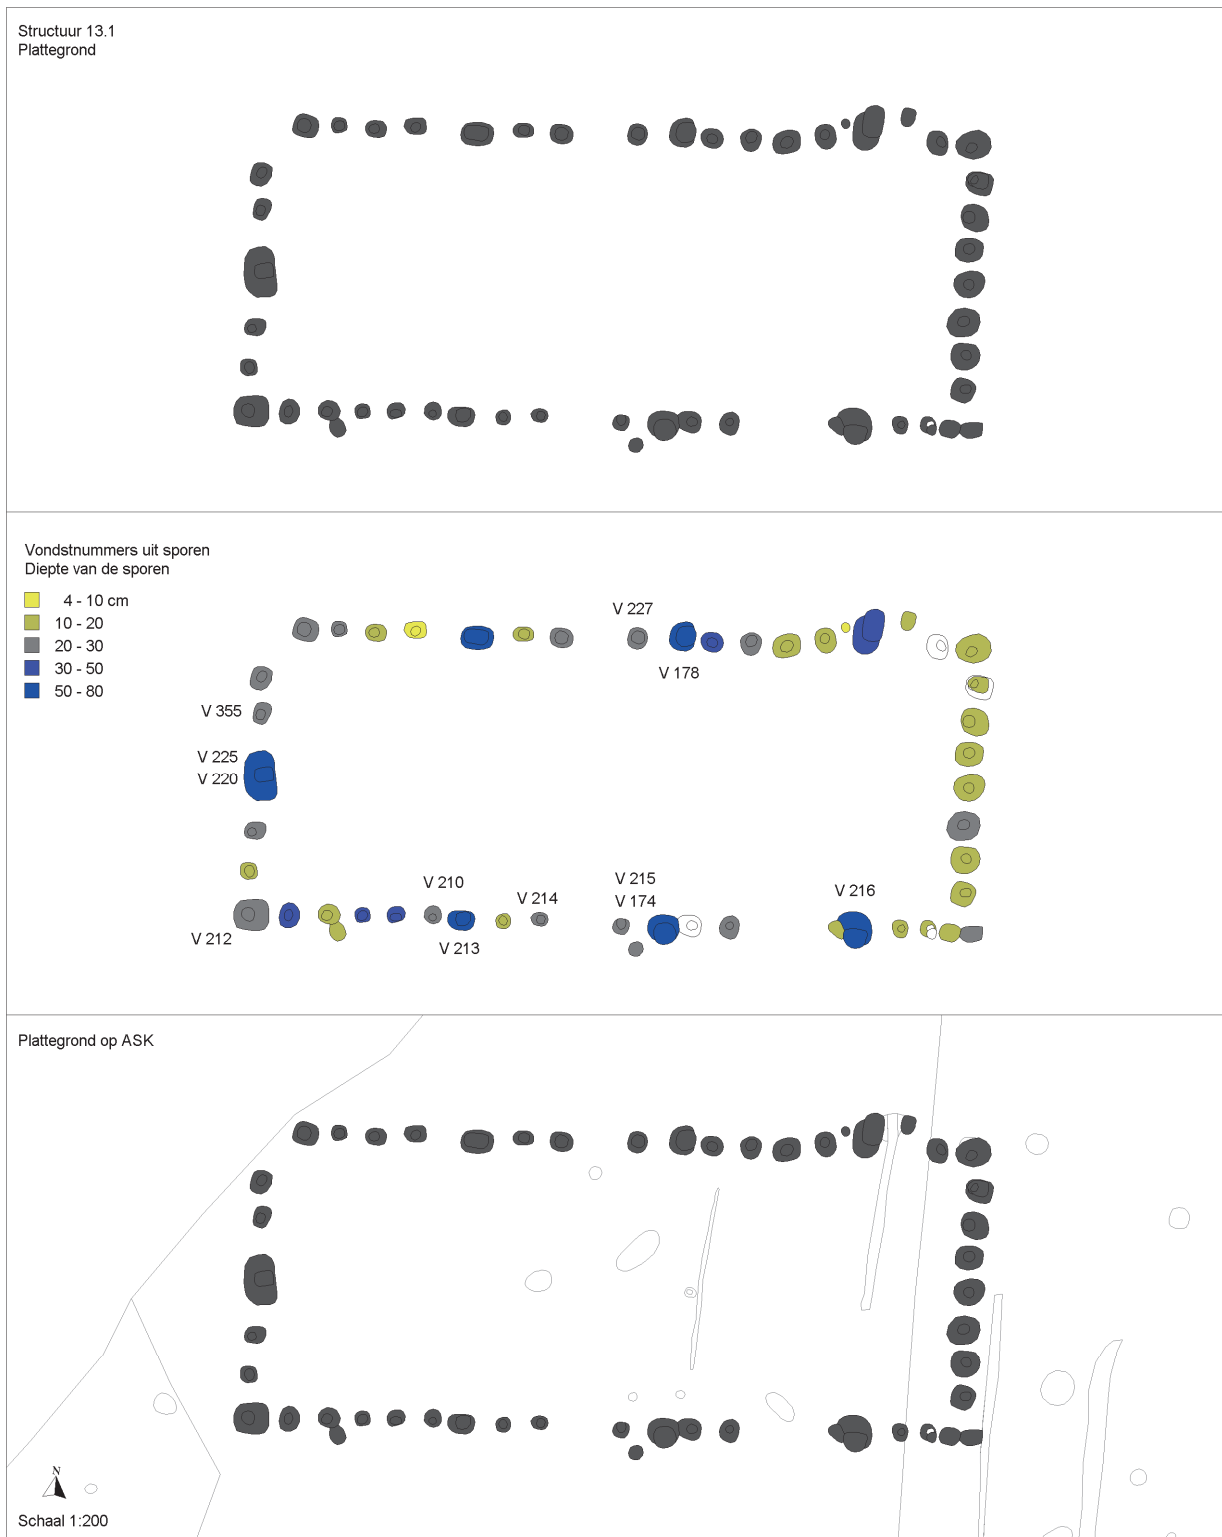 Structuur 13.1
Plattegrond
Vondstnummers uit sporen
Diepte van de sporen
4 - 10 cm
10 - 20
20 - 30
30 - 50
50 - 80
V 227
V 178
V 355
V 225
V 220
V 210
V 214
V 212
V 213
V 215
V 174
V 216
Plattegrond op ASK
N
Schaal 1:200